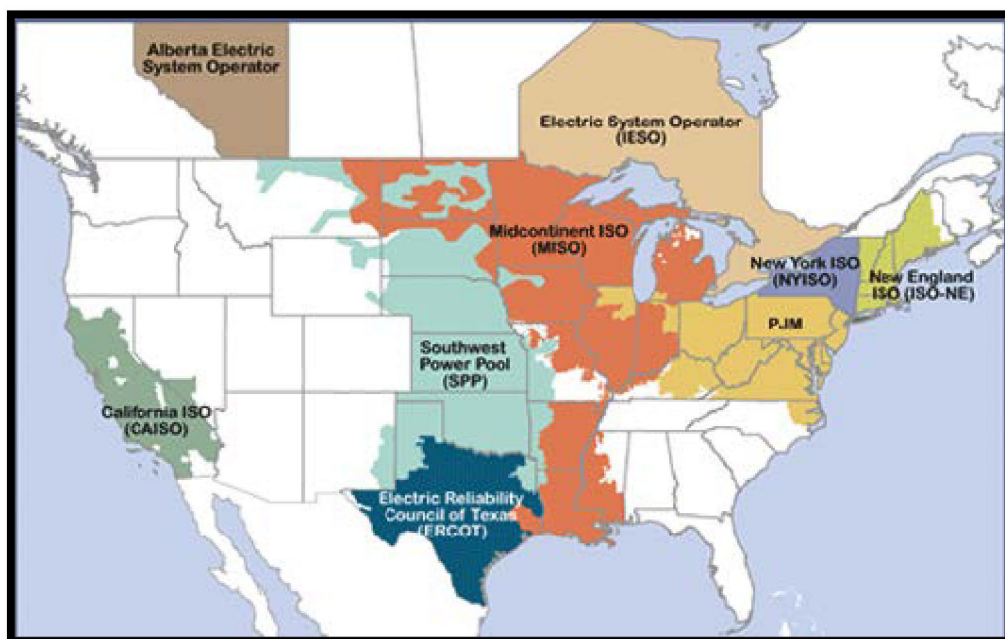 Alberta Electric
System Operator
Electric System Operator
(IESO)
Midcontinent ISO
(MISO)
New York ISO
(NYISO)
New England
ISO (ISO-NE)
PJM
Southwest
Power Pool
(SPP)
California ISO
(CAISO)
Electric Reliability
Council of Texas
(ERCOT)